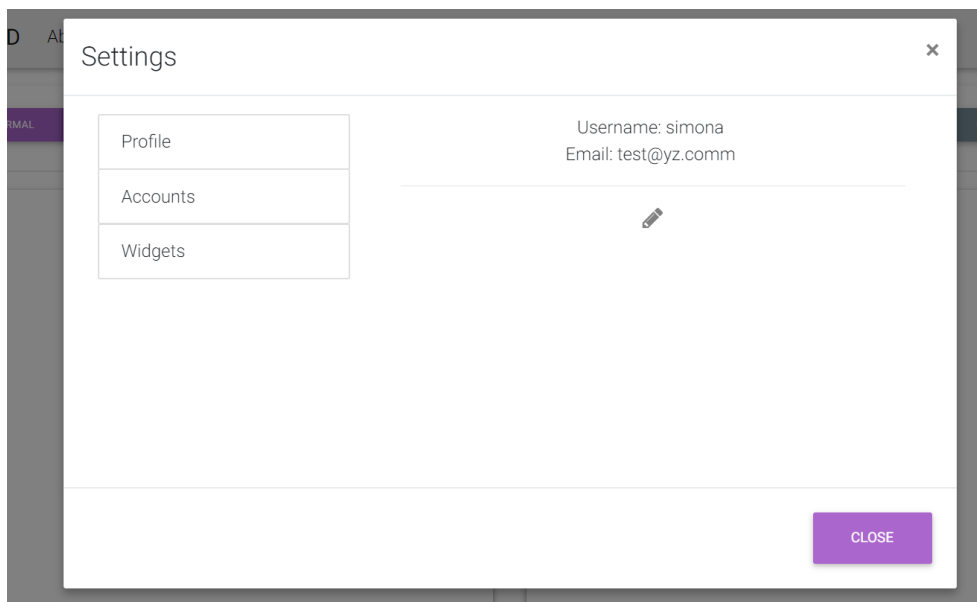 D
Settings
×
Profile
Accounts
Widgets
Username: simona
Email: test@yz.comm
CLOSE